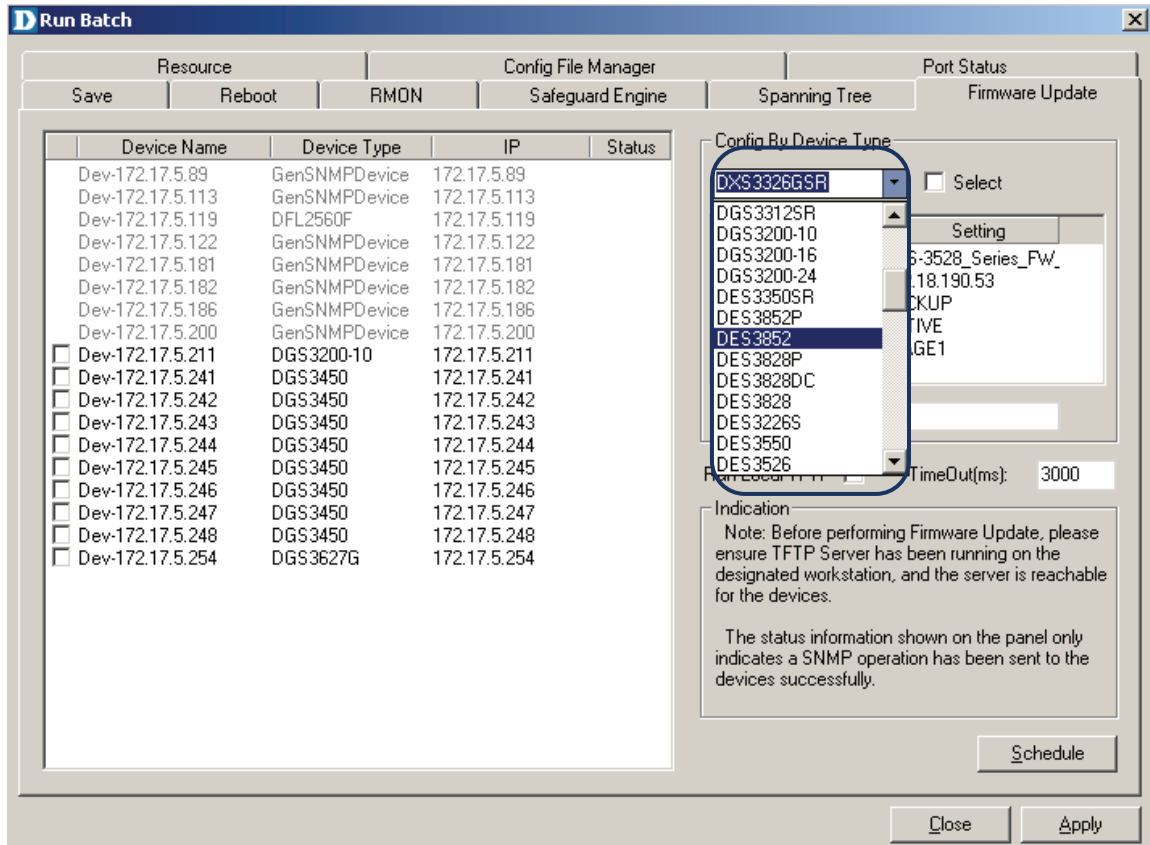 Run Batch
Resource Config File Manager Port Status
Save Reboot RMON Safeguard Engine Spanning Tree Firmware Update
Device Name Device Type IP Status
Dev-172.17.5.89 GenSNMPDevice 172.17.5.89
Dev-172.17.5.113 GenSNMPDevice 172.17.5.113
Dev-172.17.5.119 DFL2560F 172.17.5.119
Dev-172.17.5.122 GenSNMPDevice 172.17.5.122
Dev-172.17.5.181 GenSNMPDevice 172.17.5.181
Dev-172.17.5.182 GenSNMPDevice 172.17.5.182
Dev-172.17.5.186 GenSNMPDevice 172.17.5.186
Dev-172.17.5.200 GenSNMPDevice 172.17.5.200
Dev-172.17.5.211 DGS3200-10 172.17.5.211
Dev-172.17.5.241 DGS3450 172.17.5.241
Dev-172.17.5.242 DGS3450 172.17.5.242
Dev-172.17.5.243 DGS3450 172.17.5.243
Dev-172.17.5.244 DGS3450 172.17.5.244
Dev-172.17.5.245 DGS3450 172.17.5.245
Dev-172.17.5.246 DGS3450 172.17.5.246
Dev-172.17.5.247 DGS3450 172.17.5.247
Dev-172.17.5.248 DGS3450 172.17.5.248
Dev-172.17.5.254 DGS3627G 172.17.5.254
Config By Device Type
DXS3326GSR Select
DGS3312SR
DGS3200-10
DGS3200-16
DGS3200-24
DES3350SR
DES3852P
DES3852
DES3828P
DES3828DC
DES3828
DES3226S
DES3550
DES3526
Setting
-3528_Series_FW_
.18.190.53
CKUP
TIVE
AGE1
TimeOut(ms): 3000
Indication
Note: Before performing Firmware Update, please
ensure TFTP Server has been running on the
designated workstation, and the server is reachable
for the devices.
The status information shown on the panel only
indicates a SNMP operation has been sent to the
devices successfully.
Schedule
Close Apply